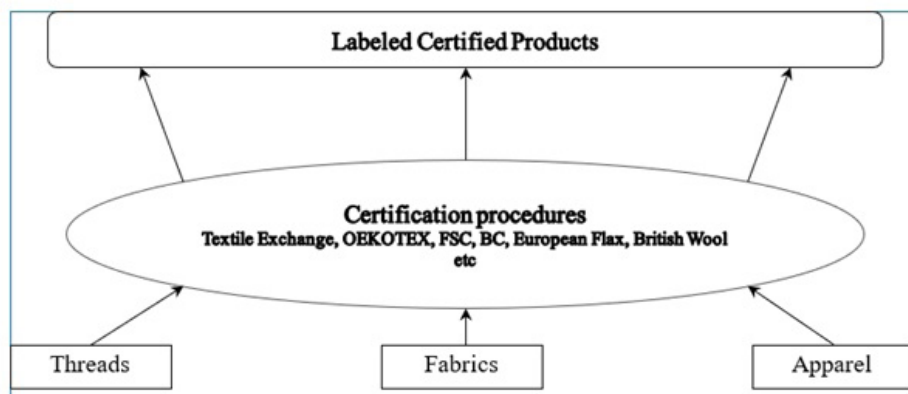 Labeled Certified Products
Certification procedures
Textile Exchange, OEKOTEX, FSC, BC, European Flax, British Wool
etc
Threads
Fabrics
Apparel